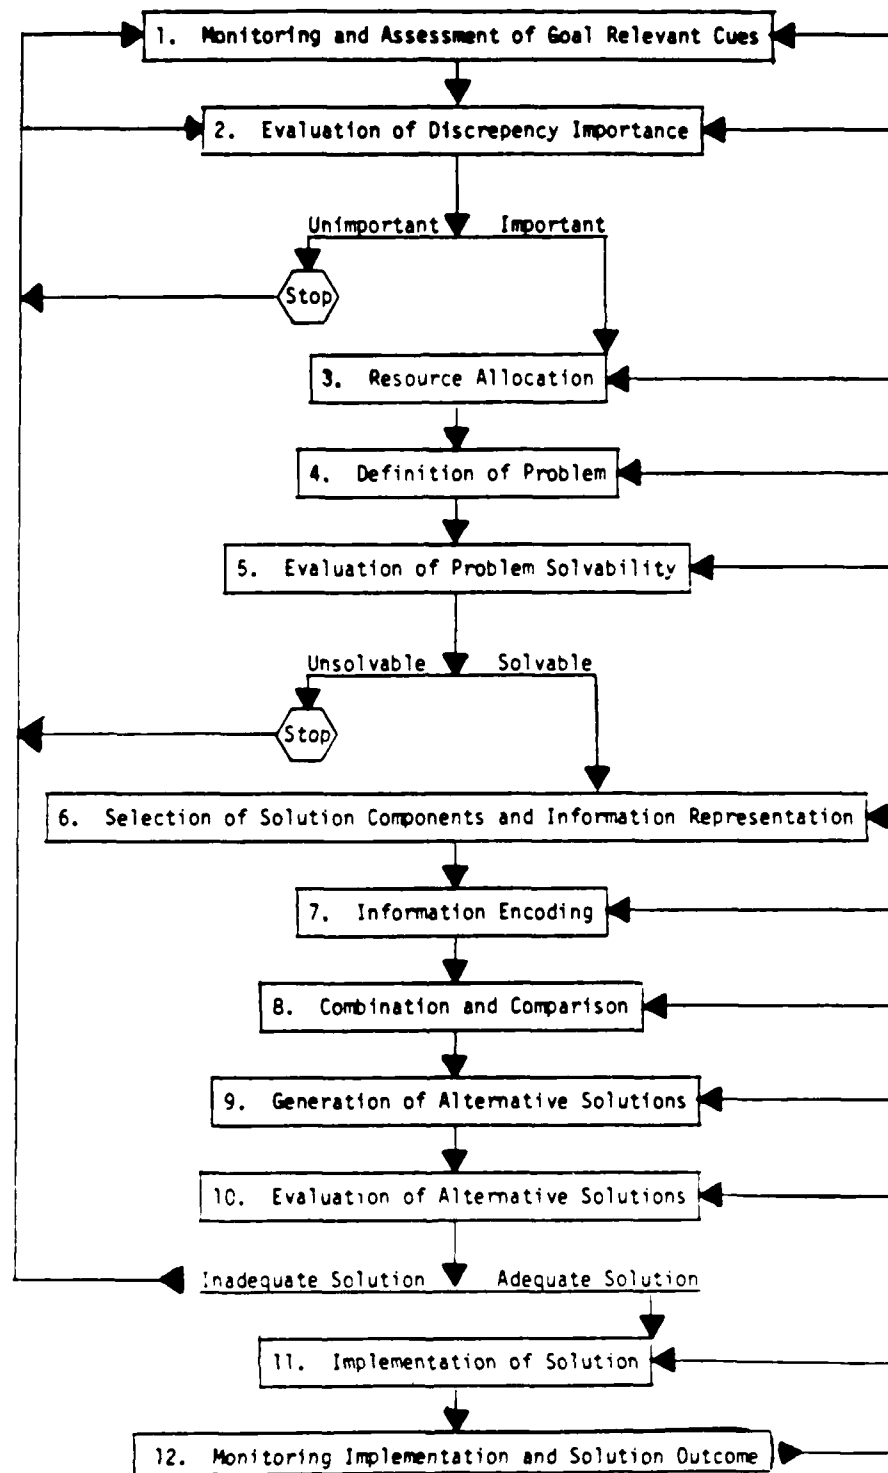 1. Monitoring and Assessment of Goal Relevant Cues
2. Evaluation of Discrepency Importance
Unimportant Important
Stop
3. Resource Allocation
4. Definition of Problem
5. Evaluation of Problem Solvability
Unsolvable Solvable
Stop
6. Selection of Solution Components and Information Representation
7. Information Encoding
8. Combination and Comparison
9. Generation of Alternative Solutions
10. Evaluation of Alternative Solutions
Inadequate Solution Adequate Solution
11. Implementation of Solution
12. Monitoring Implementation and Solution Outcome